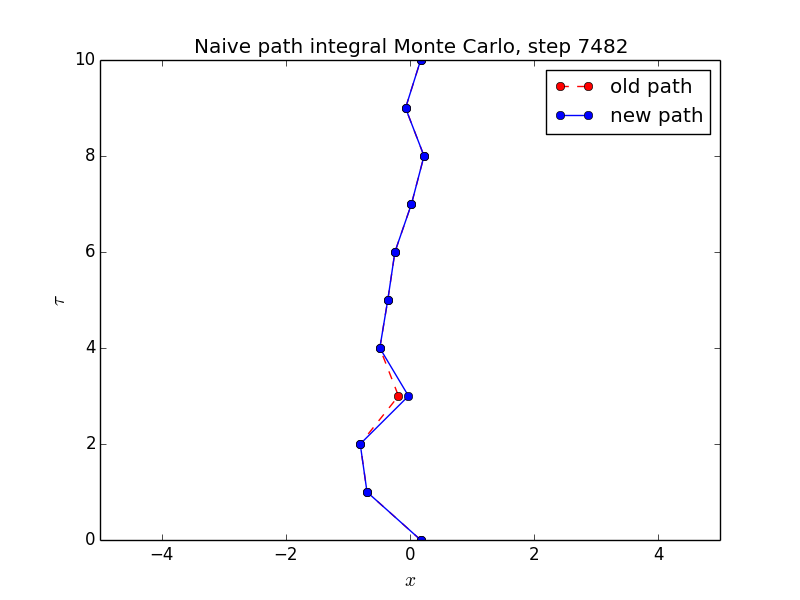 Naive path integral Monte Carlo, step 7482
old path
new path
10
8
6
4
2
0
τ
−4
−2
0
2
4
x